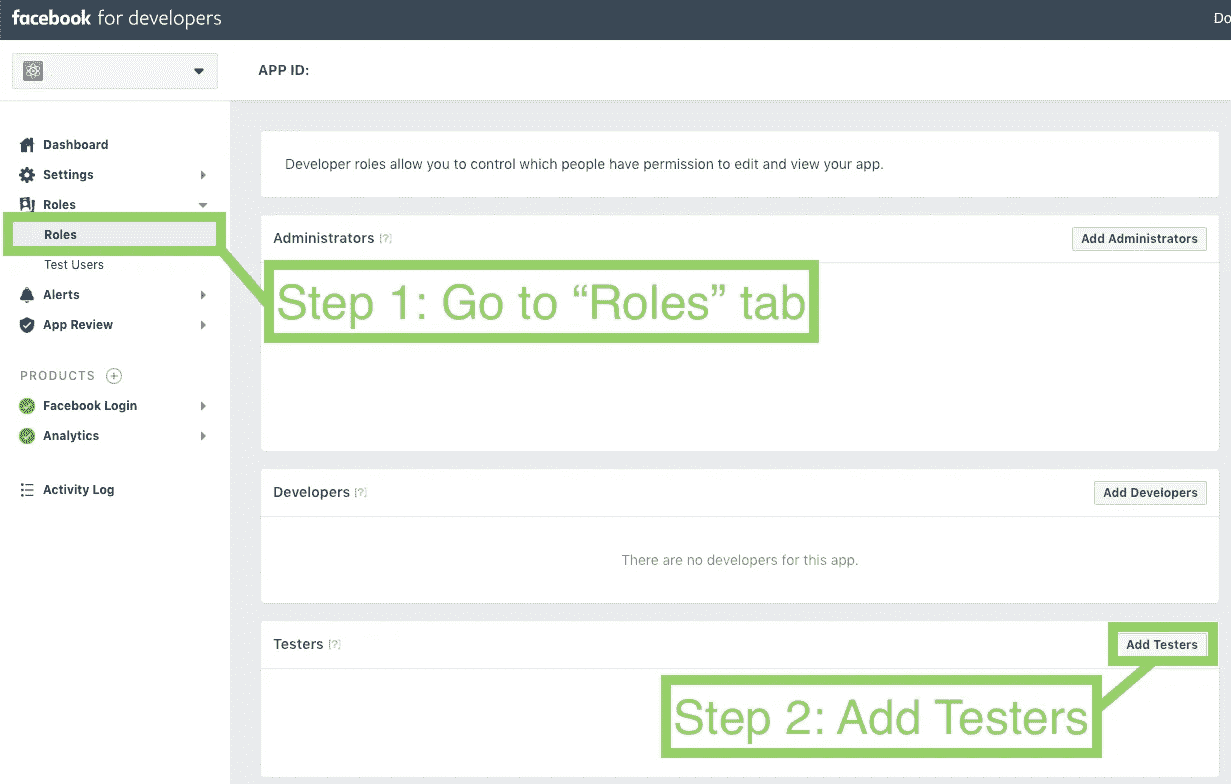 facebook for developers
Do
APP ID:
Dashboard
Settings
Roles
Roles
Test Users
Alerts
App Review
PRODUCTS
Facebook Login
Analytics
Activity Log
Developer roles allow you to control which people have permission to edit and view your app.
Administrators [?]
Add Administrators
Step 1: Go to “Roles” tab
Developers [?]
Add Developers
There are no developers for this app.
Testers [?]
Add Testers
Step 2: Add Testers